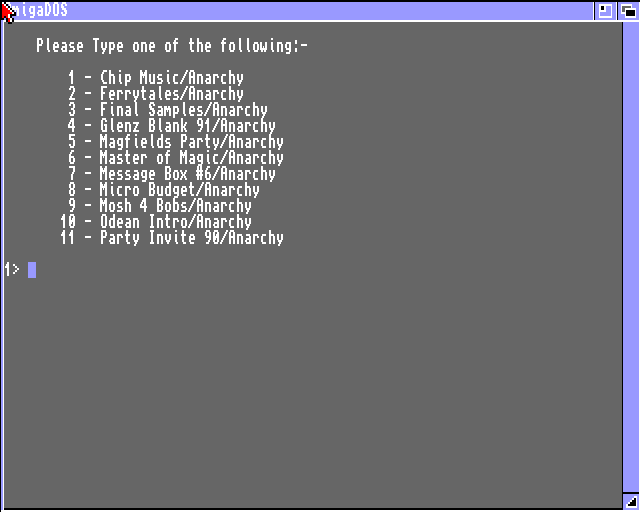 AmigaDOS
Please Type one of the following:-
1 - Chip Music/Anarchy
2 - Ferrytales/Anarchy
3 - Final Samples/Anarchy
4 - Glenz Blank 91/Anarchy
5 - Magfields Party/Anarchy
6 - Master of Magic/Anarchy
7 - Message Box #6/Anarchy
8 - Micro Budget/Anarchy
9 - Mosh 4 Bobs/Anarchy
10 - Odean Intro/Anarchy
11 - Party Invite 90/Anarchy
1>